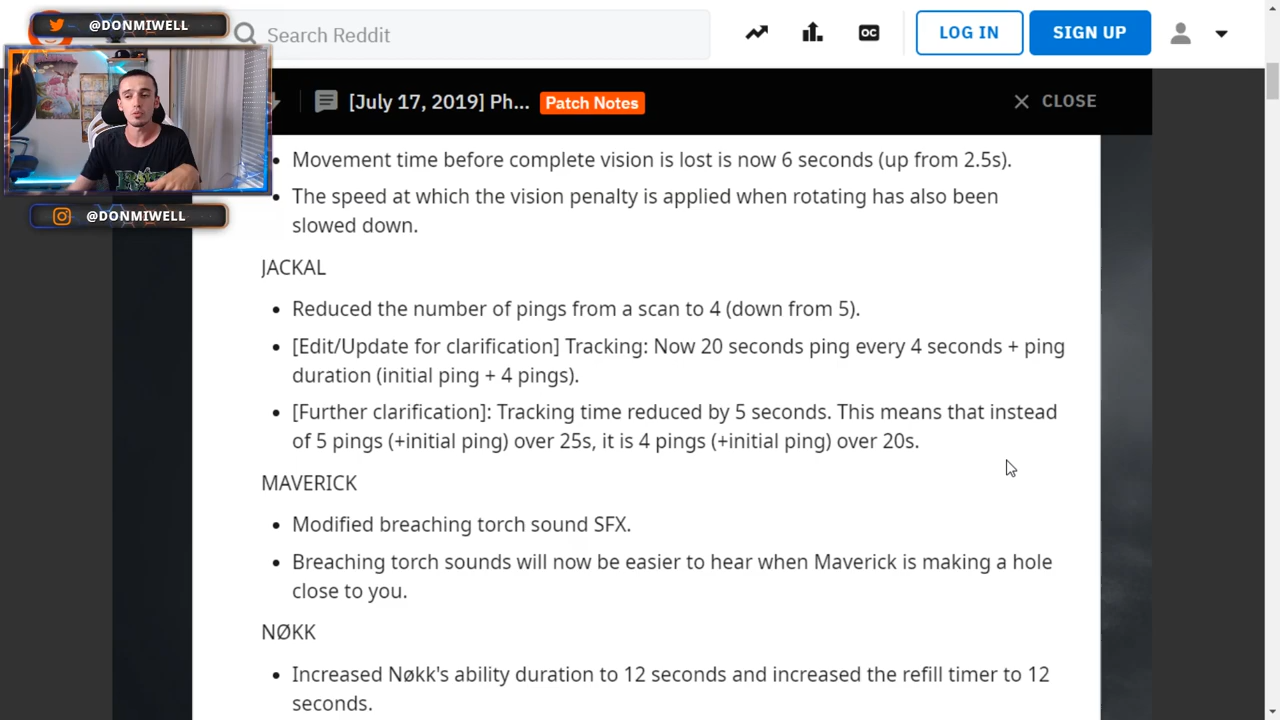 @DONMIWELL
Search Reddit
LOG IN
SIGN UP
[July 17, 2019] Ph...
Patch Notes
CLOSE
@DONMIWELL
• Movement time before complete vision is lost is now 6 seconds (up from 2.5s).
• The speed at which the vision penalty is applied when rotating has also been
slowed down.
JACKAL
• Reduced the number of pings from a scan to 4 (down from 5).
• [Edit/Update for clarification] Tracking: Now 20 seconds ping every 4 seconds + ping
duration (initial ping + 4 pings).
• [Further clarification]: Tracking time reduced by 5 seconds. This means that instead
of 5 pings (+initial ping) over 25s, it is 4 pings (+initial ping) over 20s.
MAVERICK
• Modified breaching torch sound SFX.
• Breaching torch sounds will now be easier to hear when Maverick is making a hole
close to you.
NØKK
• Increased Nøkk's ability duration to 12 seconds and increased the refill timer to 12
seconds.